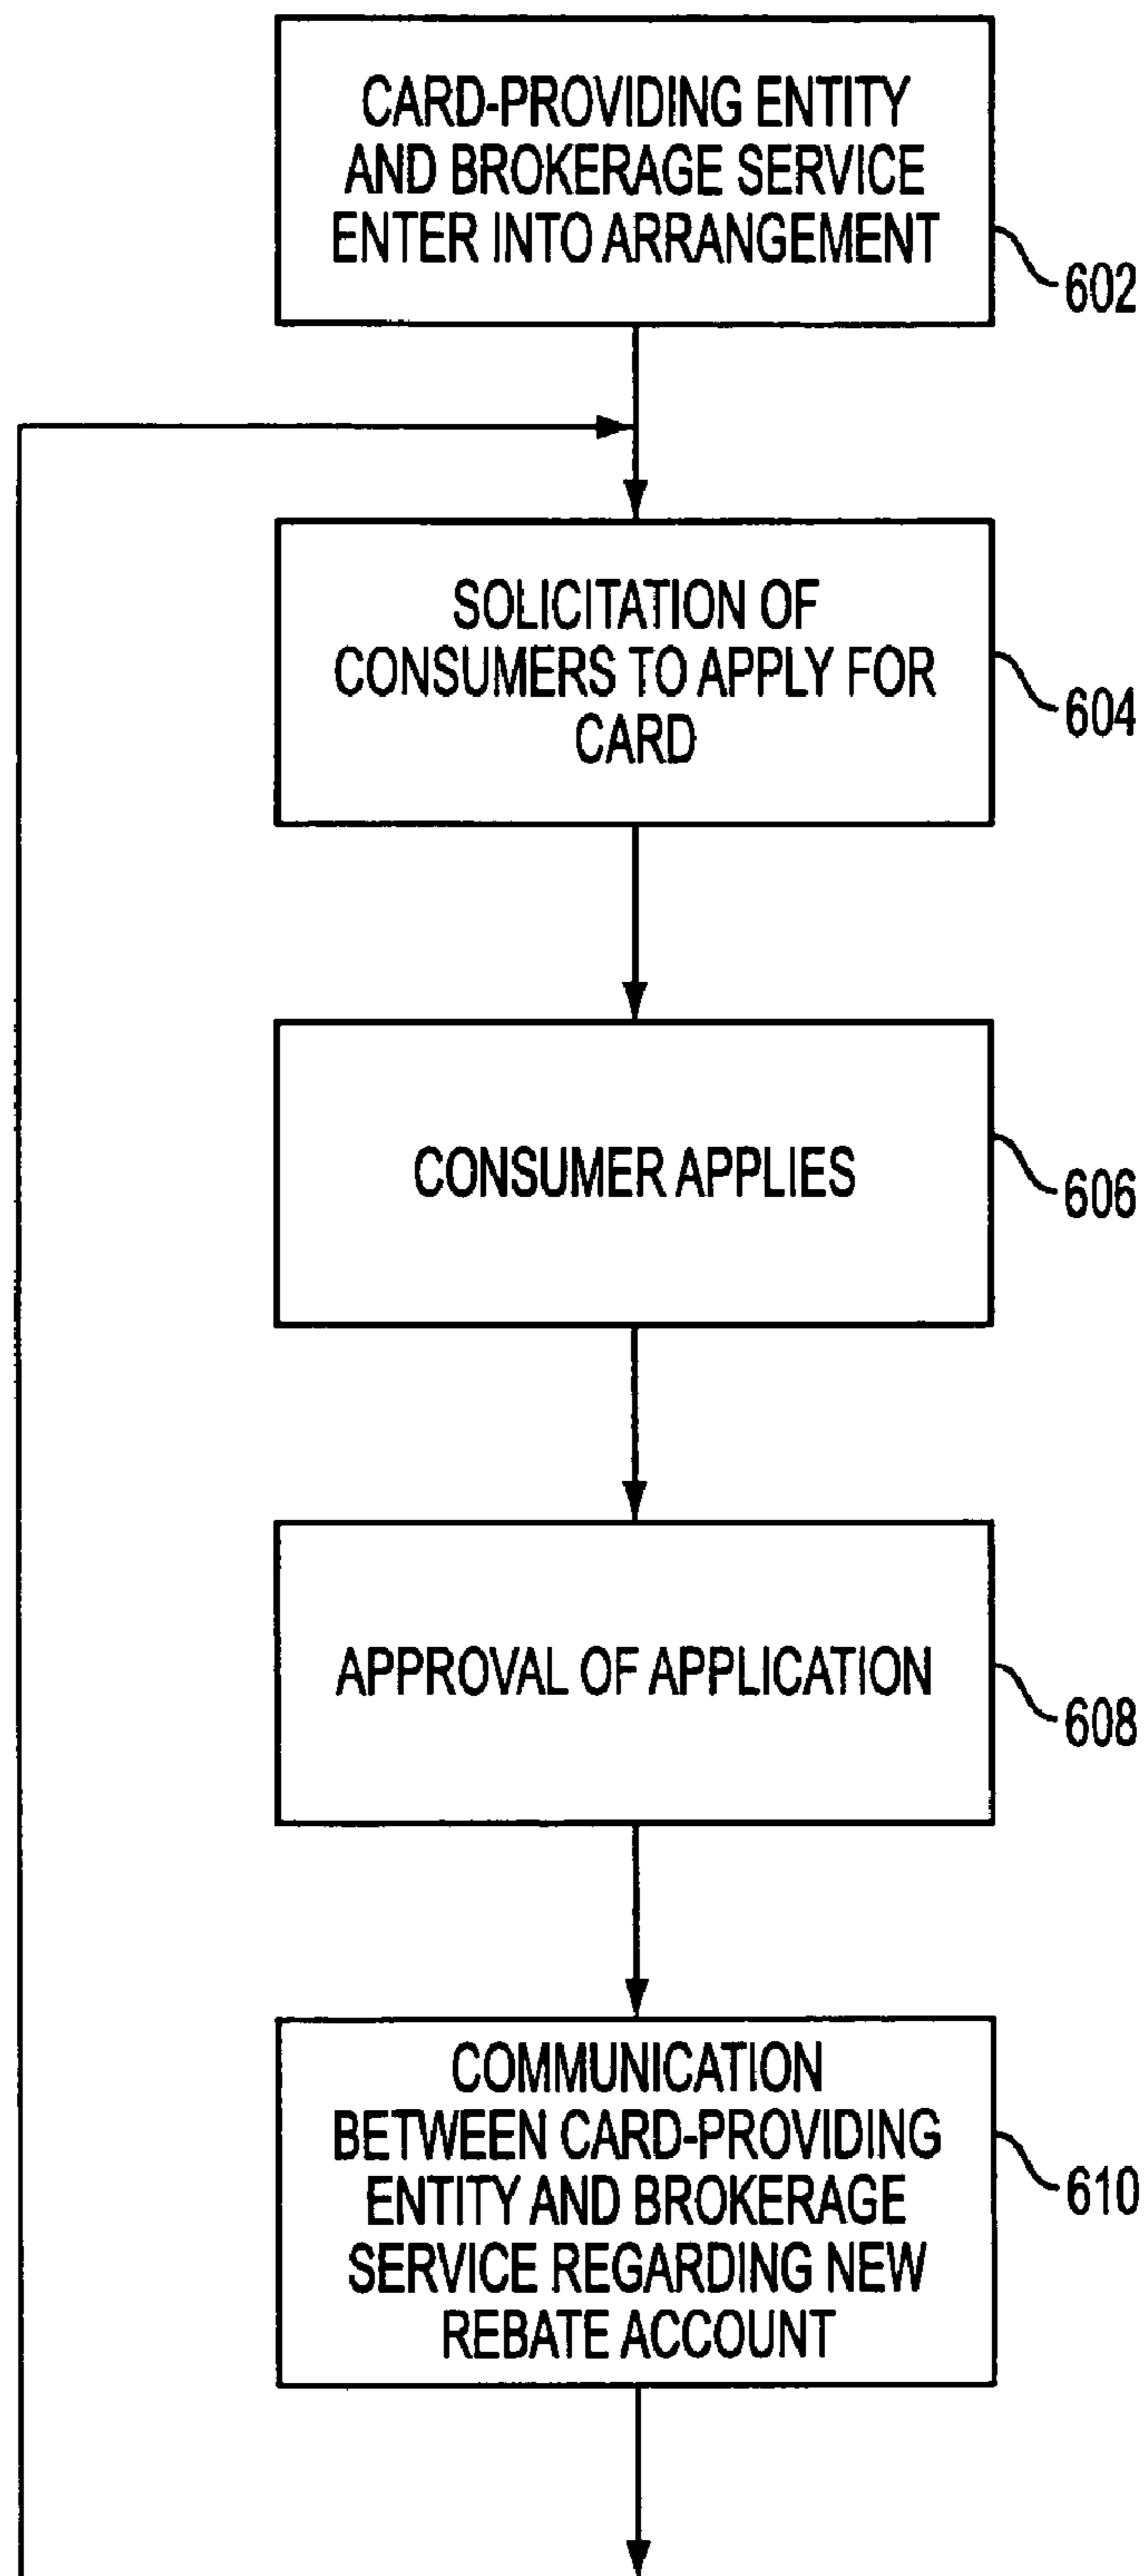 CARD-PROVIDING ENTITY
AND BROKERAGE SERVICE
ENTER INTO ARRANGEMENT
602
SOLICITATION OF
CONSUMERS TO APPLY FOR
CARD
604
CONSUMER APPLIES
606
APPROVAL OF APPLICATION
608
COMMUNICATION
BETWEEN CARD-PROVIDING
ENTITY AND BROKERAGE
SERVICE REGARDING NEW
REBATE ACCOUNT
610